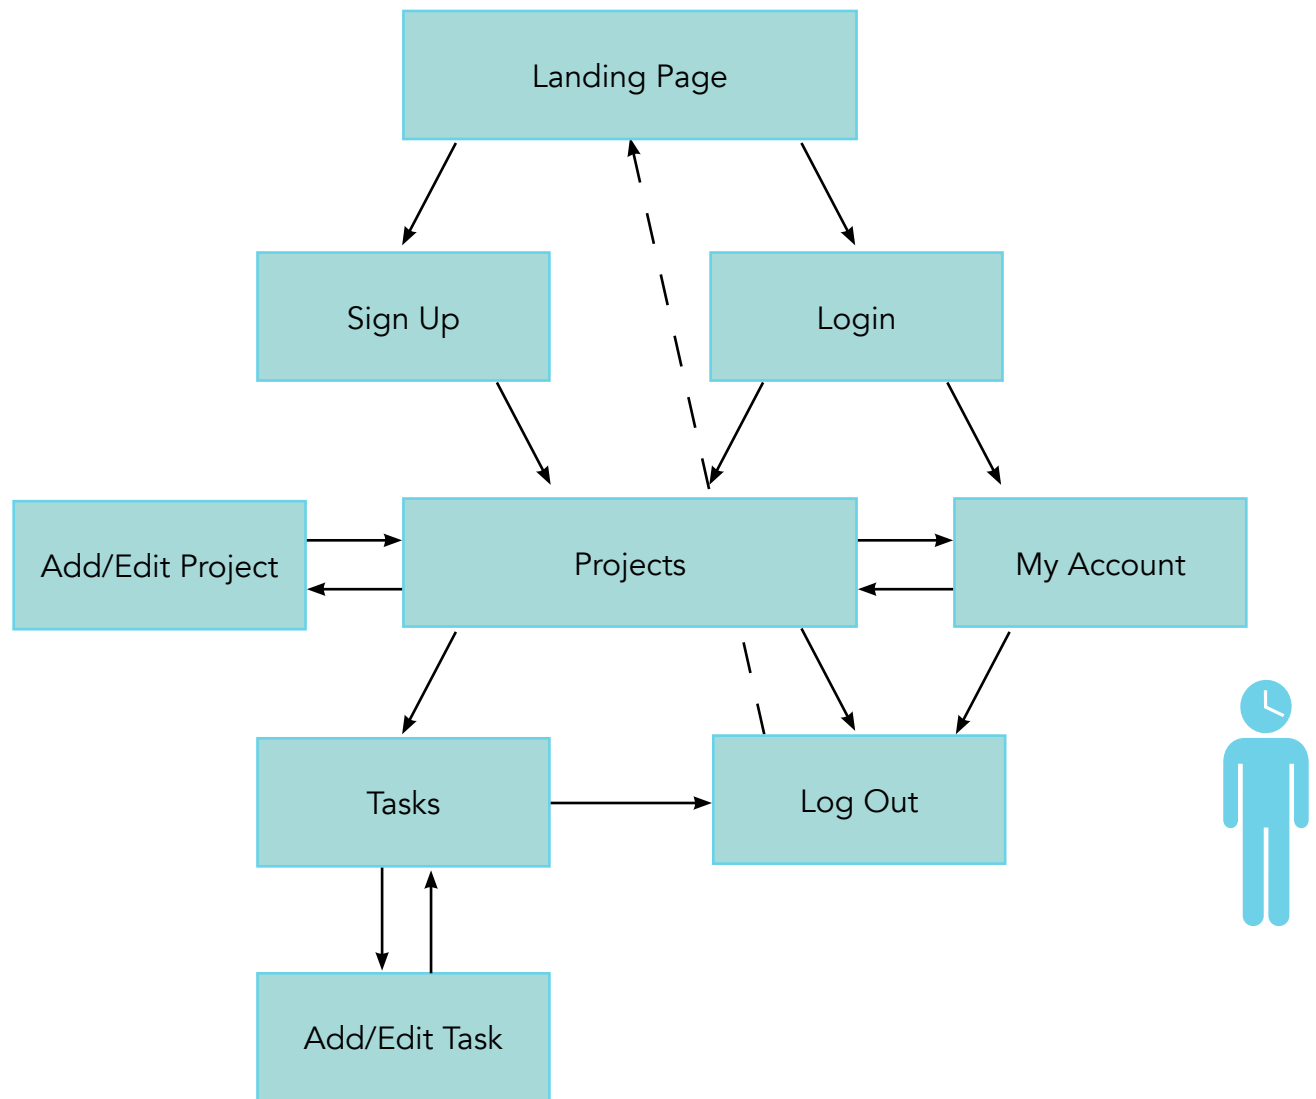 Landing Page
Sign Up
Login
Add/Edit Project
Projects
My Account
Tasks
Log Out
Add/Edit Task